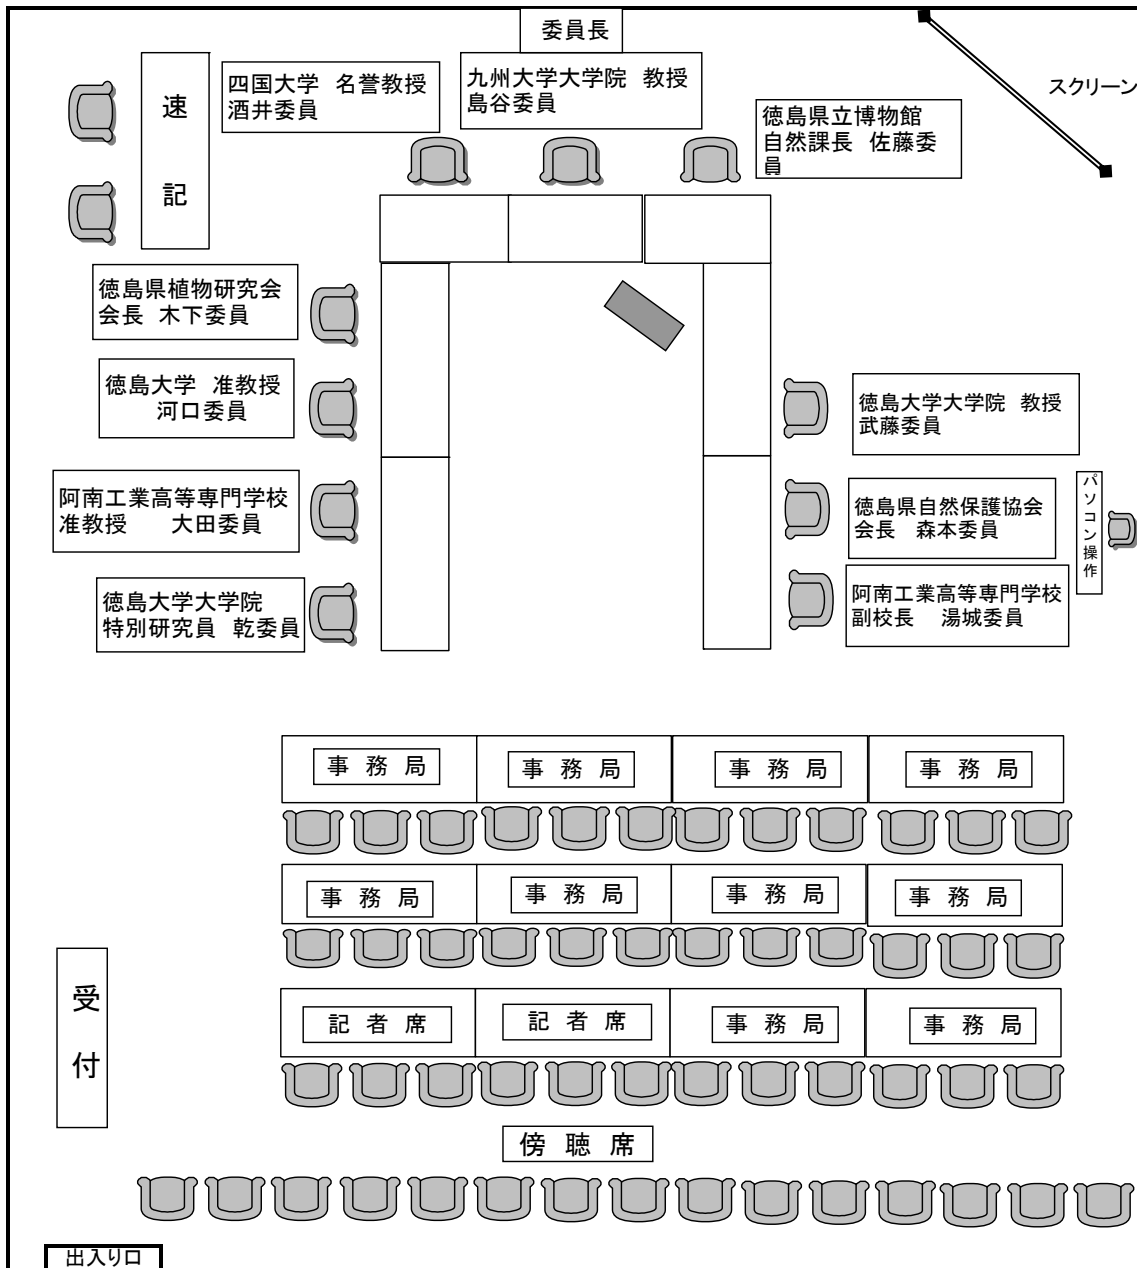 委員長
スクリーン
速記
四国大学 名誉教授
酒井委員
九州大学大学院 教授
島谷委員
徳島県立博物館
自然課長 佐藤委
員
徳島県植物研究会
会長 木下委員
徳島大学 准教授
河口委員
阿南工業高等専門学校
准教授 大田委員
徳島大学大学院
特別研究員 乾委員
徳島大学大学院 教授
武藤委員
徳島県自然保護協会
会長 森本委員
阿南工業高等専門学校
副校長 湯城委員
パソコン操作
事務局 事務局 事務局 事務局
事務局 事務局 事務局 事務局
記者席 記者席 事務局 事務局
受付
傍聴席
出入り口